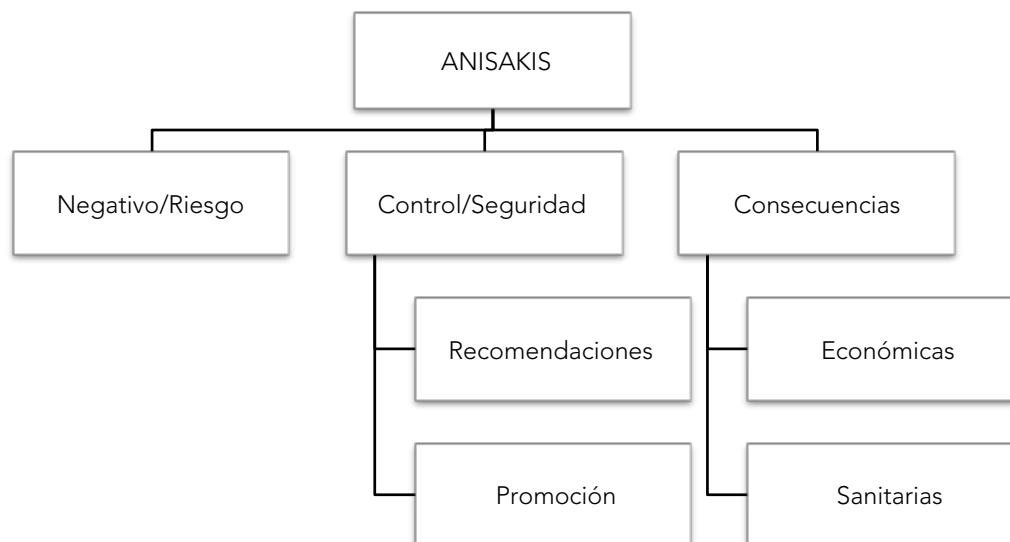 ANISAKIS
Negativo/Riesgo
Control/Seguridad
Consecuencias
Recomendaciones
Económicas
Promoción
Sanitarias